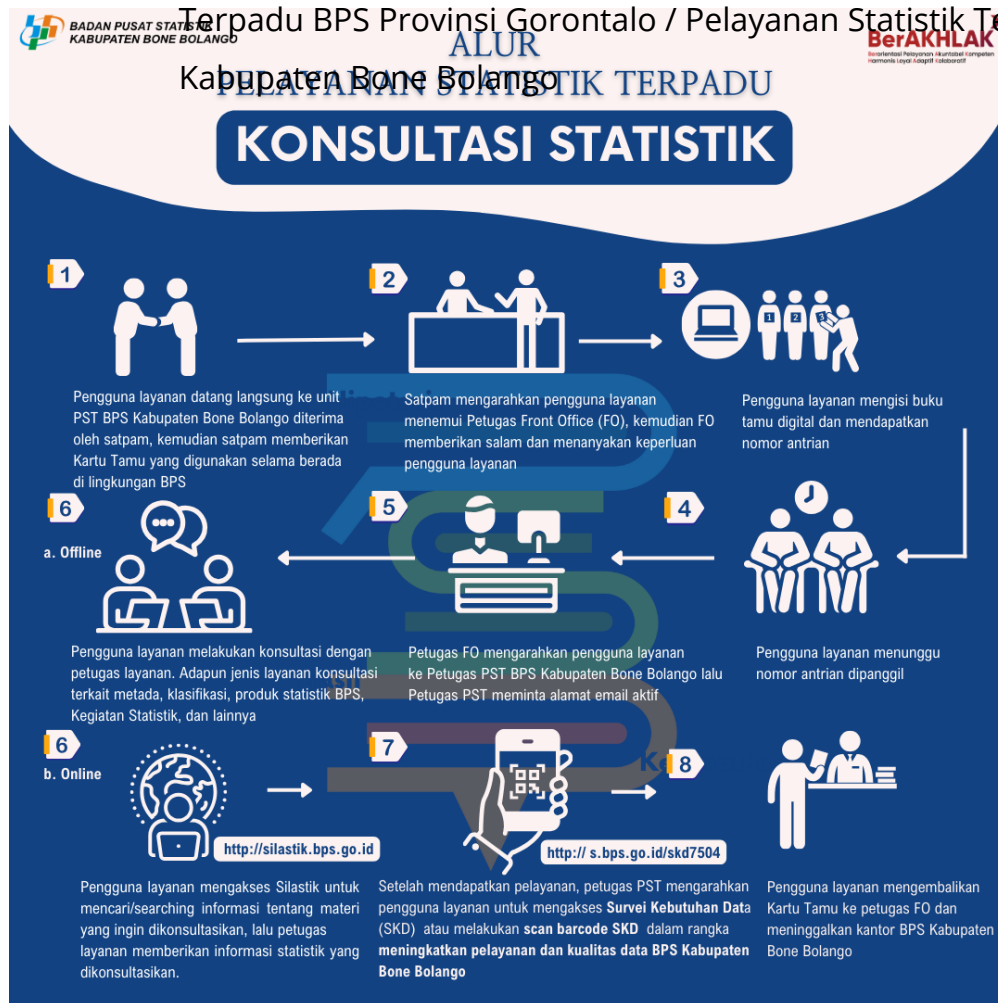 Terpadu BPS Provinsi Gorontalo / Pelayanan Statistik Te
Kabupaten Bone Bolango
BADAN PUSAT STATISTIK
KABUPATEN BONE BOLANGO
BerAKHLAK
Berorientasi Pelayanan Akuntabel Kompeten
Harmonis Loyal Adaptif Kolaboratif
ALUR
PELAYANAN STATISTIK TERPADU
KONSULTASI STATISTIK
1
Pengguna layanan datang langsung ke unit
PST BPS Kabupaten Bone Bolango diterima
oleh satpam, kemudian satpam memberikan
Kartu Tamu yang digunakan selama berada
di lingkungan BPS
2
Satpam mengarahkan pengguna layanan
menemui Petugas Front Office (FO), kemudian FO
memberikan salam dan menanyakan keperluan
pengguna layanan
3
1 2 3
Pengguna layanan mengisi buku
tamu digital dan mendapatkan
nomor antrian
4
Pengguna layanan menunggu
nomor antrian dipanggil
5
Petugas FO mengarahkan pengguna layanan
ke Petugas PST BPS Kabupaten Bone Bolango lalu
Petugas PST meminta alamat email aktif
6
a. Offline
Pengguna layanan melakukan konsultasi dengan
petugas layanan. Adapun jenis layanan konsultasi
terkait metada, klasifikasi, produk statistik BPS,
Kegiatan Statistik, dan lainnya
6
b. Online
http://silastik.bps.go.id
Pengguna layanan mengakses Silastik untuk
mencari/searching informasi tentang materi
yang ingin dikonsultasikan, lalu petugas
layanan memberikan informasi statistik yang
dikonsultasikan.
7
http:// s.bps.go.id/skd7504
Setelah mendapatkan pelayanan, petugas PST mengarahkan
pengguna layanan untuk mengakses Survei Kebutuhan Data
(SKD) atau melakukan scan barcode SKD dalam rangka
meningkatkan pelayanan dan kualitas data BPS Kabupaten
Bone Bolango
8
Pengguna layanan mengembalikan
Kartu Tamu ke petugas FO dan
meninggalkan kantor BPS Kabupaten
Bone Bolango